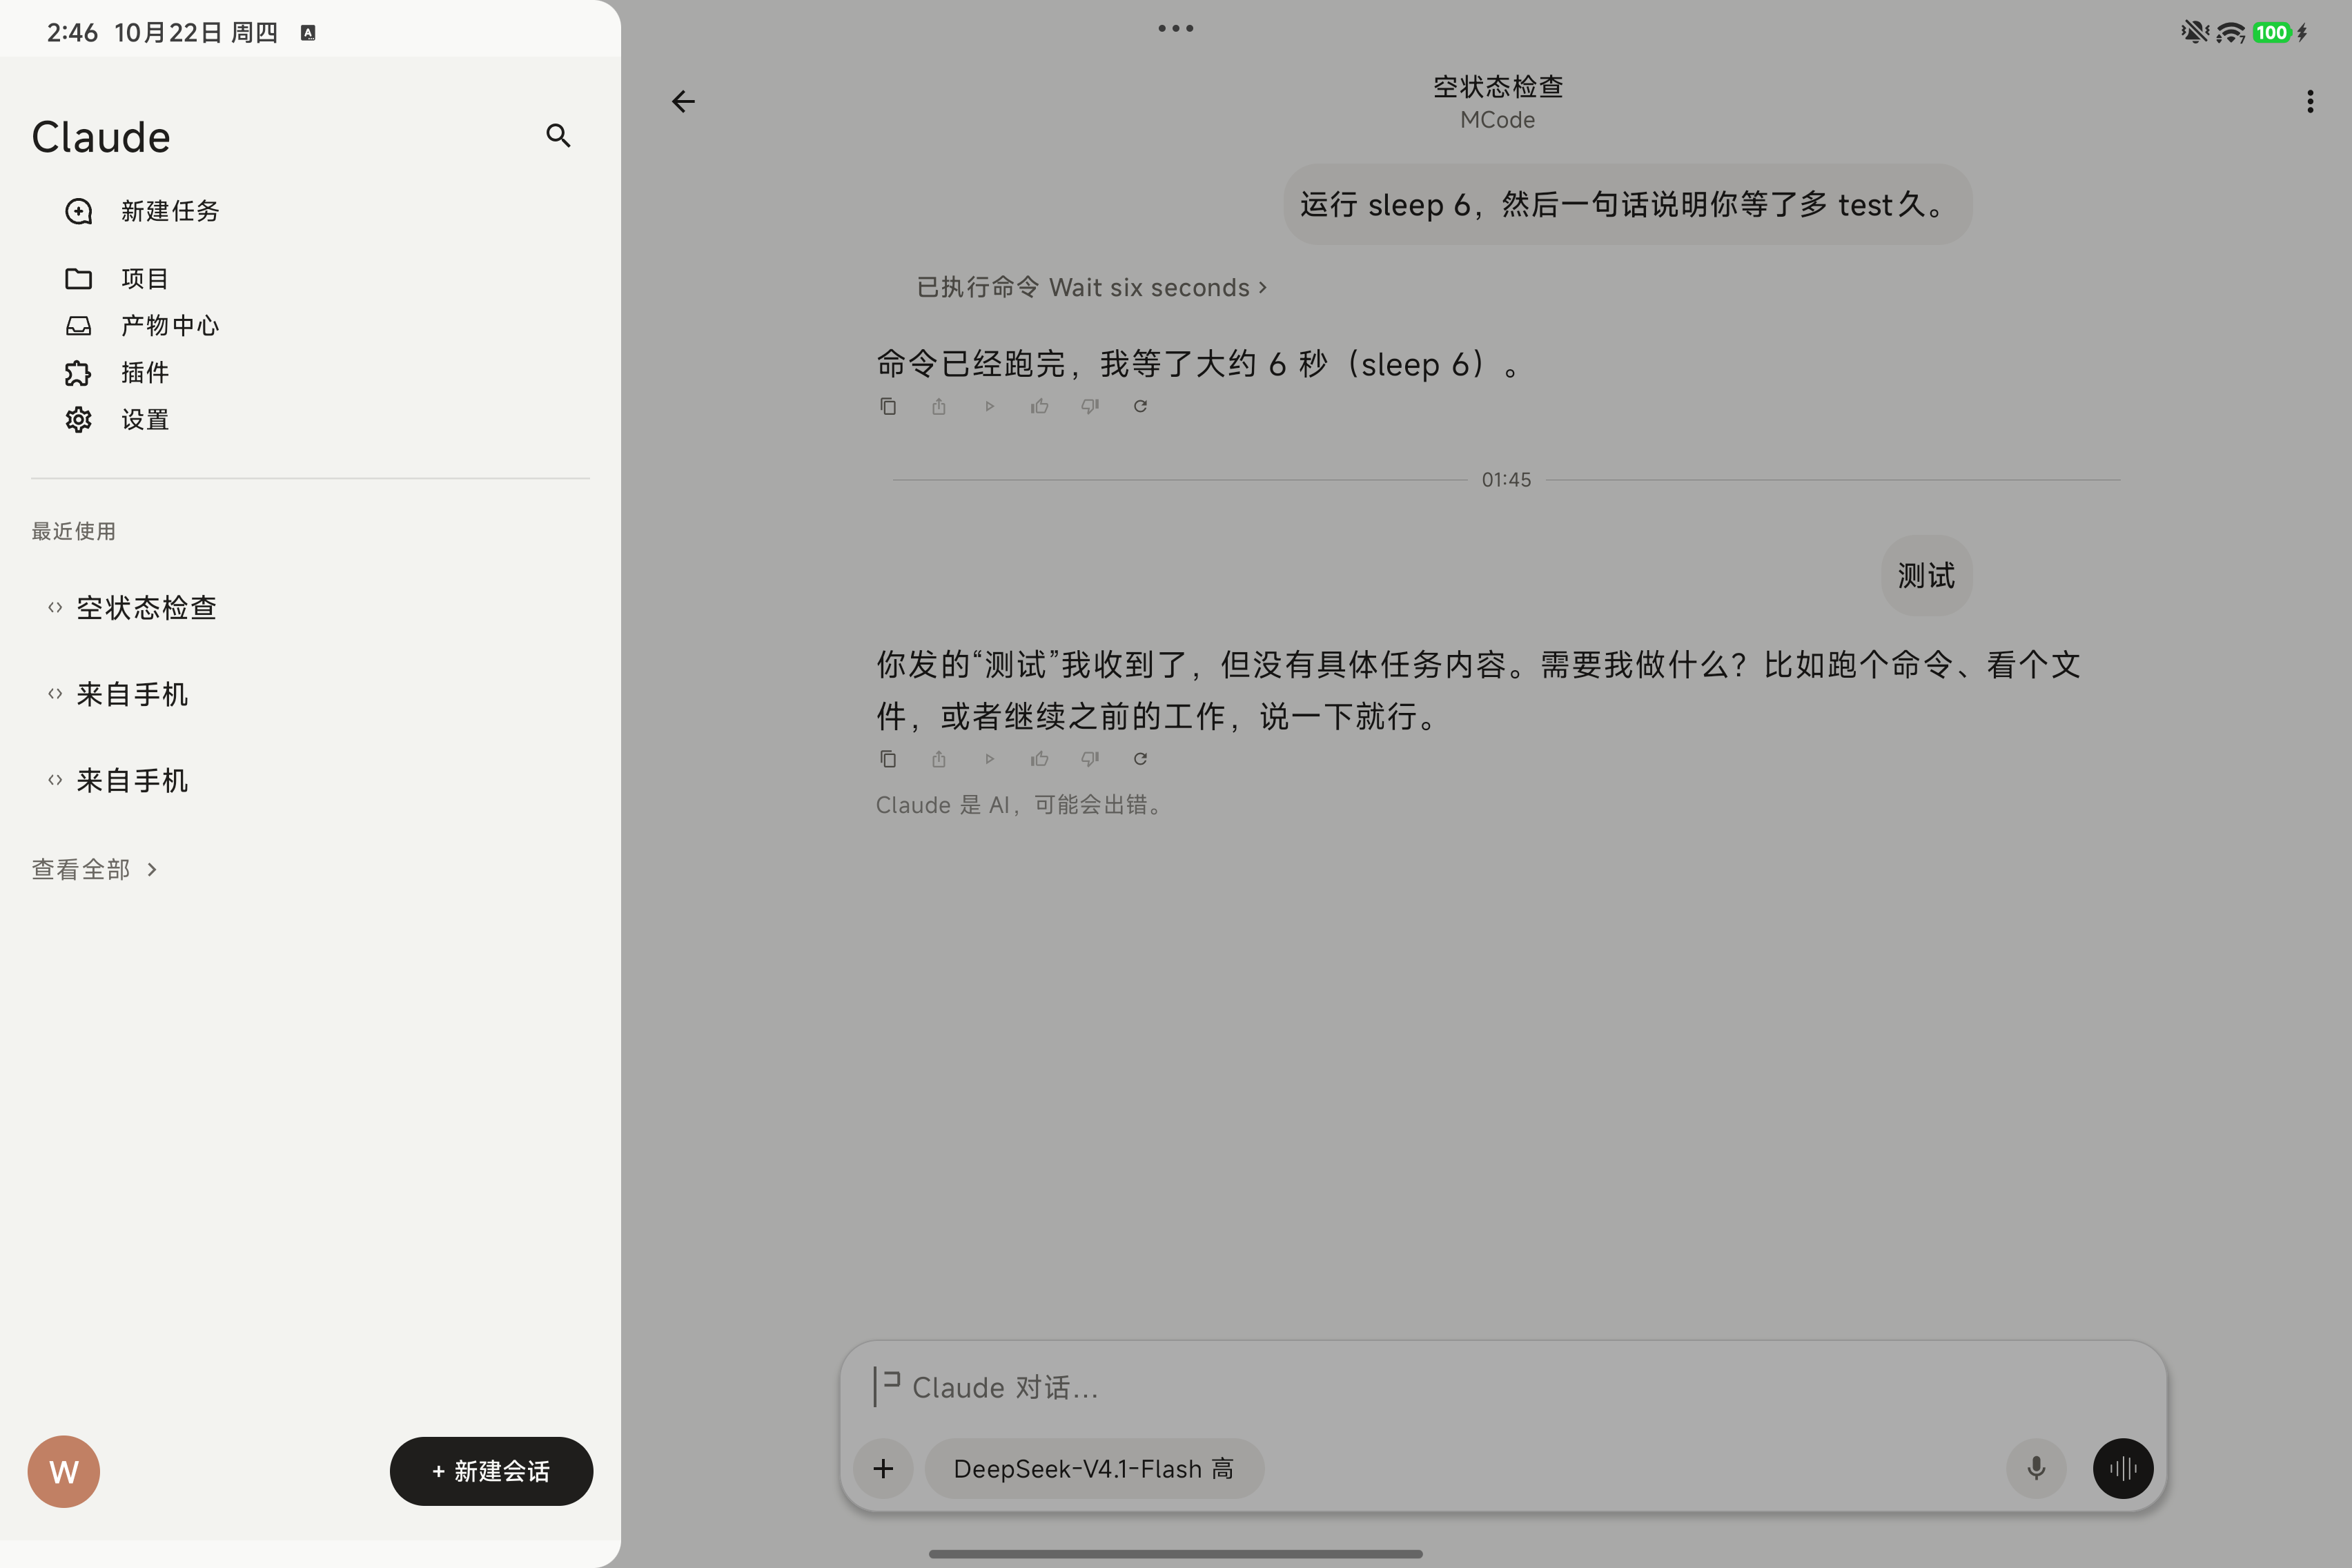 2:46 10月22日 周四
100
Claude
新建任务
项目
产物中心
插件
设置
最近使用
空状态检查
来自手机
来自手机
查看全部
W
+ 新建会话
空状态检查
MCode
运行 sleep 6，然后一句话说明你等了多 test久。
已执行命令 Wait six seconds
命令已经跑完，我等了大约 6 秒（sleep 6）。
01:45
测试
你发的“测试”我收到了，但没有具体任务内容。需要我做什么？比如跑个命令、看个文
件，或者继续之前的工作，说一下就行。
Claude 是 AI，可能会出错。
Claude 对话...
DeepSeek-V4.1-Flash 高